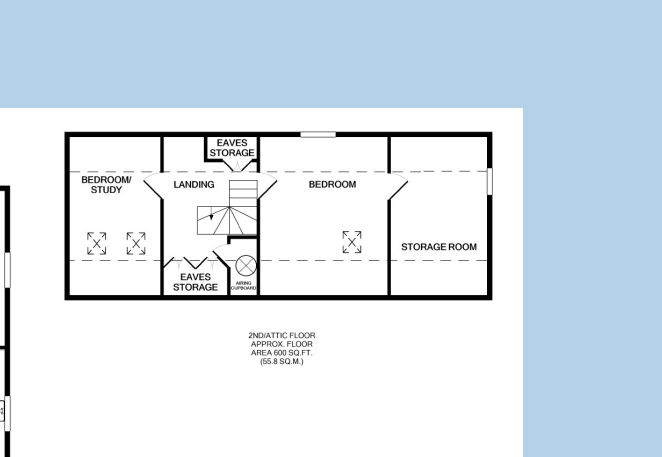 EAVES
STORAGE
BEDROOM/
STUDY
LANDING
BEDROOM
STORAGE ROOM
EAVES
STORAGE
AIRING
CUPBOARD
2ND/ATTIC FLOOR
APPROX. FLOOR
AREA 600 SQ.FT.
(55.8 SQ.M.)